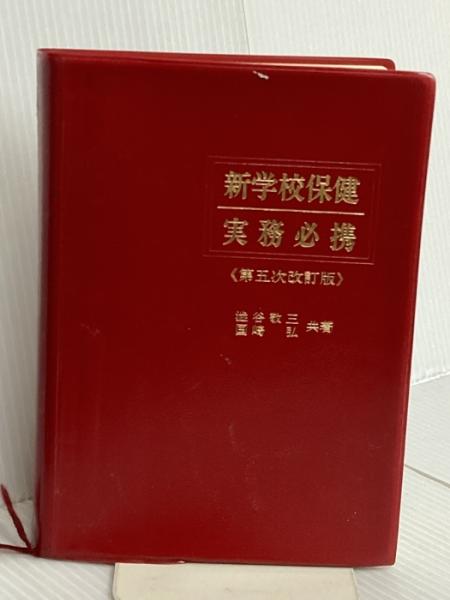 新学校保健
実務必携
《第五次改訂版》
澁谷敬三
国崎弘 共著